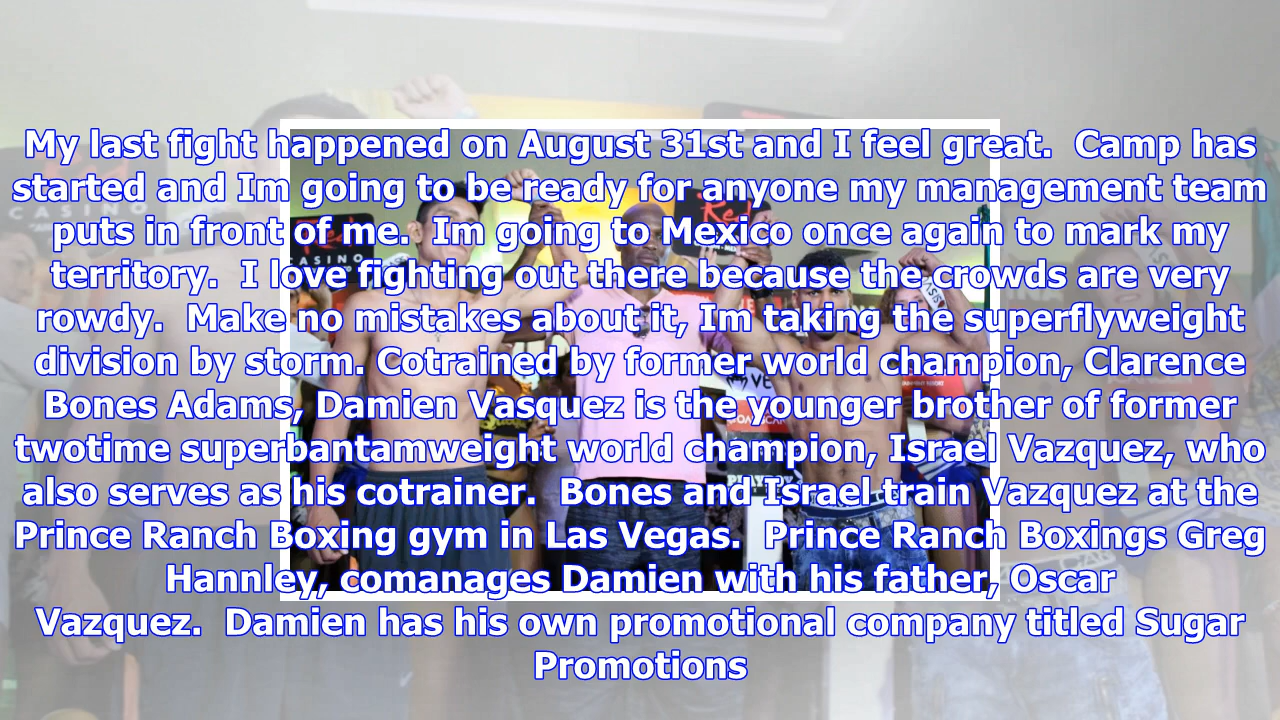 My last fight happened on August 31st and I feel great.  Camp has
started and Im going to be ready for anyone my management team
puts in front of me.  Im going to Mexico once again to mark my
territory.  I love fighting out there because the crowds are very
rowdy.  Make no mistakes about it, Im taking the superflyweight
division by storm. Cotrained by former world champion, Clarence
Bones Adams, Damien Vasquez is the younger brother of former
twotime superbantamweight world champion, Israel Vazquez, who
also serves as his cotrainer.  Bones and Israel train Vazquez at the
Prince Ranch Boxing gym in Las Vegas.  Prince Ranch Boxings Greg
Hannley, comanages Damien with his father, Oscar
Vazquez.  Damien has his own promotional company titled Sugar
Promotions
CASINO
CASINO